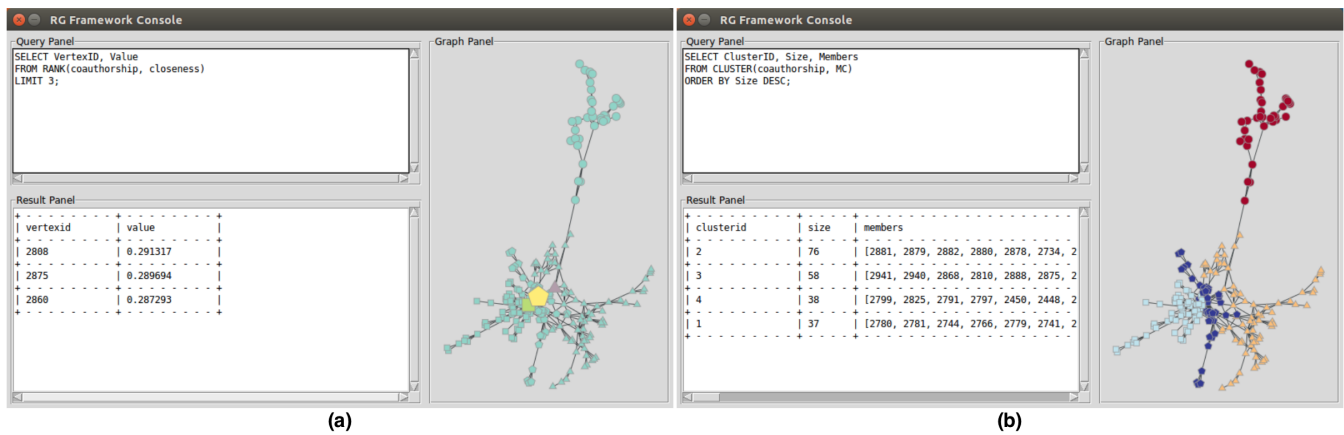 RG Framework Console
Query Panel
SELECT VertexID, Value
FROM RANK(coauthorship, closeness)
LIMIT 3;
Graph Panel
Result Panel
| vertexid | value |
| 2808 | 0.291317 |
| 2875 | 0.289694 |
| 2860 | 0.287293 |
(a)
RG Framework Console
Query Panel
SELECT ClusterID, Size, Members
FROM CLUSTER(coauthorship, MC)
ORDER BY Size DESC;
Graph Panel
Result Panel
| clusterid | size | members
| 2 | 76 | [2881, 2879, 2882, 2880, 2878, 2734, 2
| 3 | 58 | [2941, 2940, 2868, 2810, 2888, 2875, 2
| 4 | 38 | [2799, 2825, 2791, 2797, 2450, 2448, 2
| 1 | 37 | [2780, 2781, 2744, 2766, 2779, 2741, 2
(b)